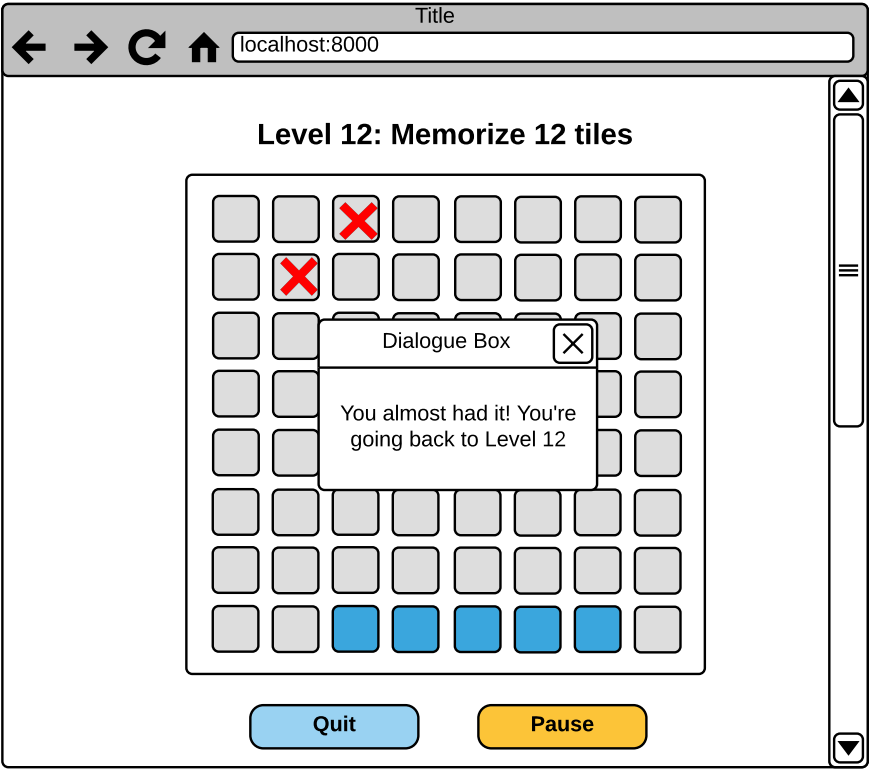 Title
localhost:8000
Level 12: Memorize 12 tiles
Dialogue Box
You almost had it! You're
going back to Level 12
Quit
Pause